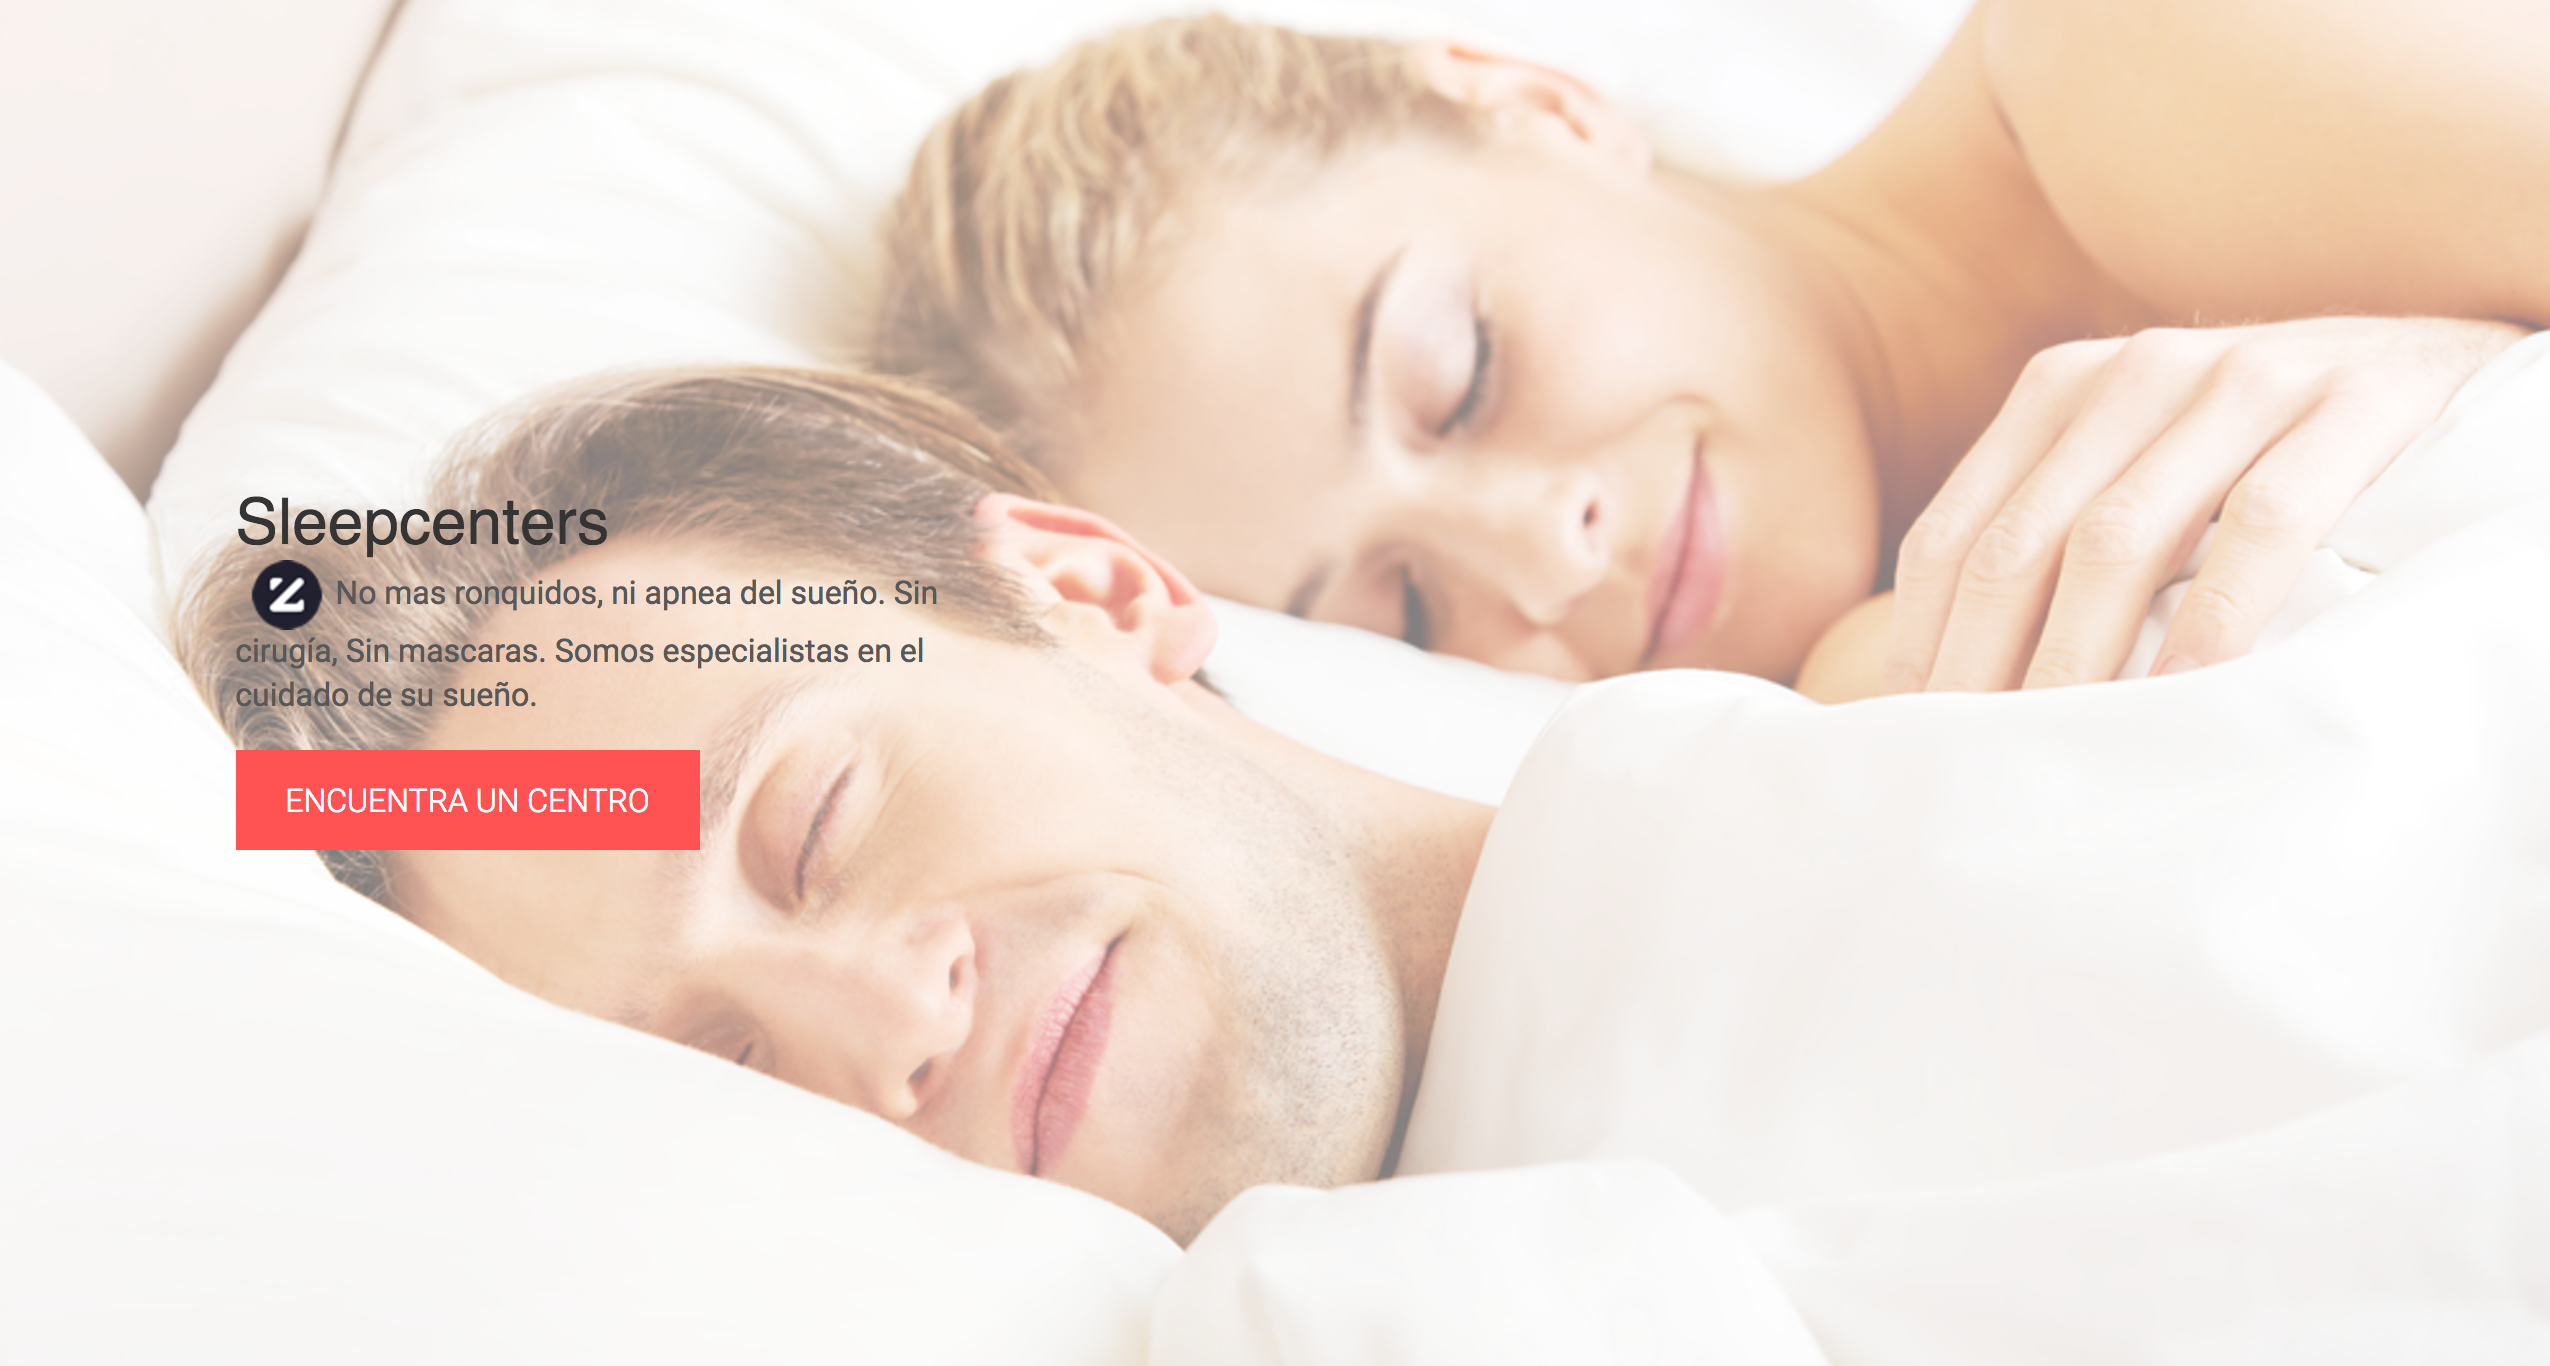 Sleepcenters
No mas ronquidos, ni apnea del sueño. Sin
cirugía, Sin mascaras. Somos especialistas en el
cuidado de su sueño.
ENCUENTRA UN CENTRO